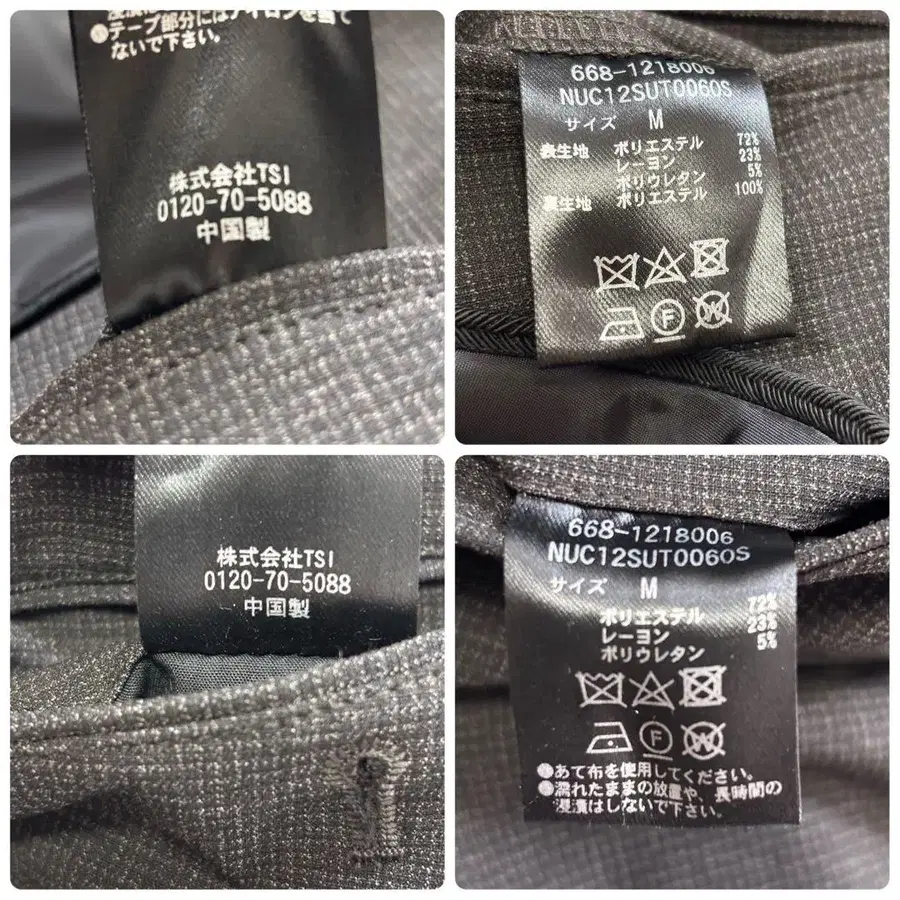 テープ部分にはアイロンを当て
ないで下さい。
株式会社TSI
0120-70-5088
中国製
668-1218006
NUC12SUT0060S
サイズ M
表生地 ポリエステル 72%
レーヨン 23%
ポリウレタン 5%
裏生地 ポリエステル 100%
F
W
株式会社TSI
0120-70-5088
中国製
668-1218006
NUC12SUT0060S
サイズ M
ポリエステル 72%
レーヨン 23%
ポリウレタン 5%
F
W
あて布を使用してください。
濡れたままの放置や、長時間の
浸漬はしないで下さい。